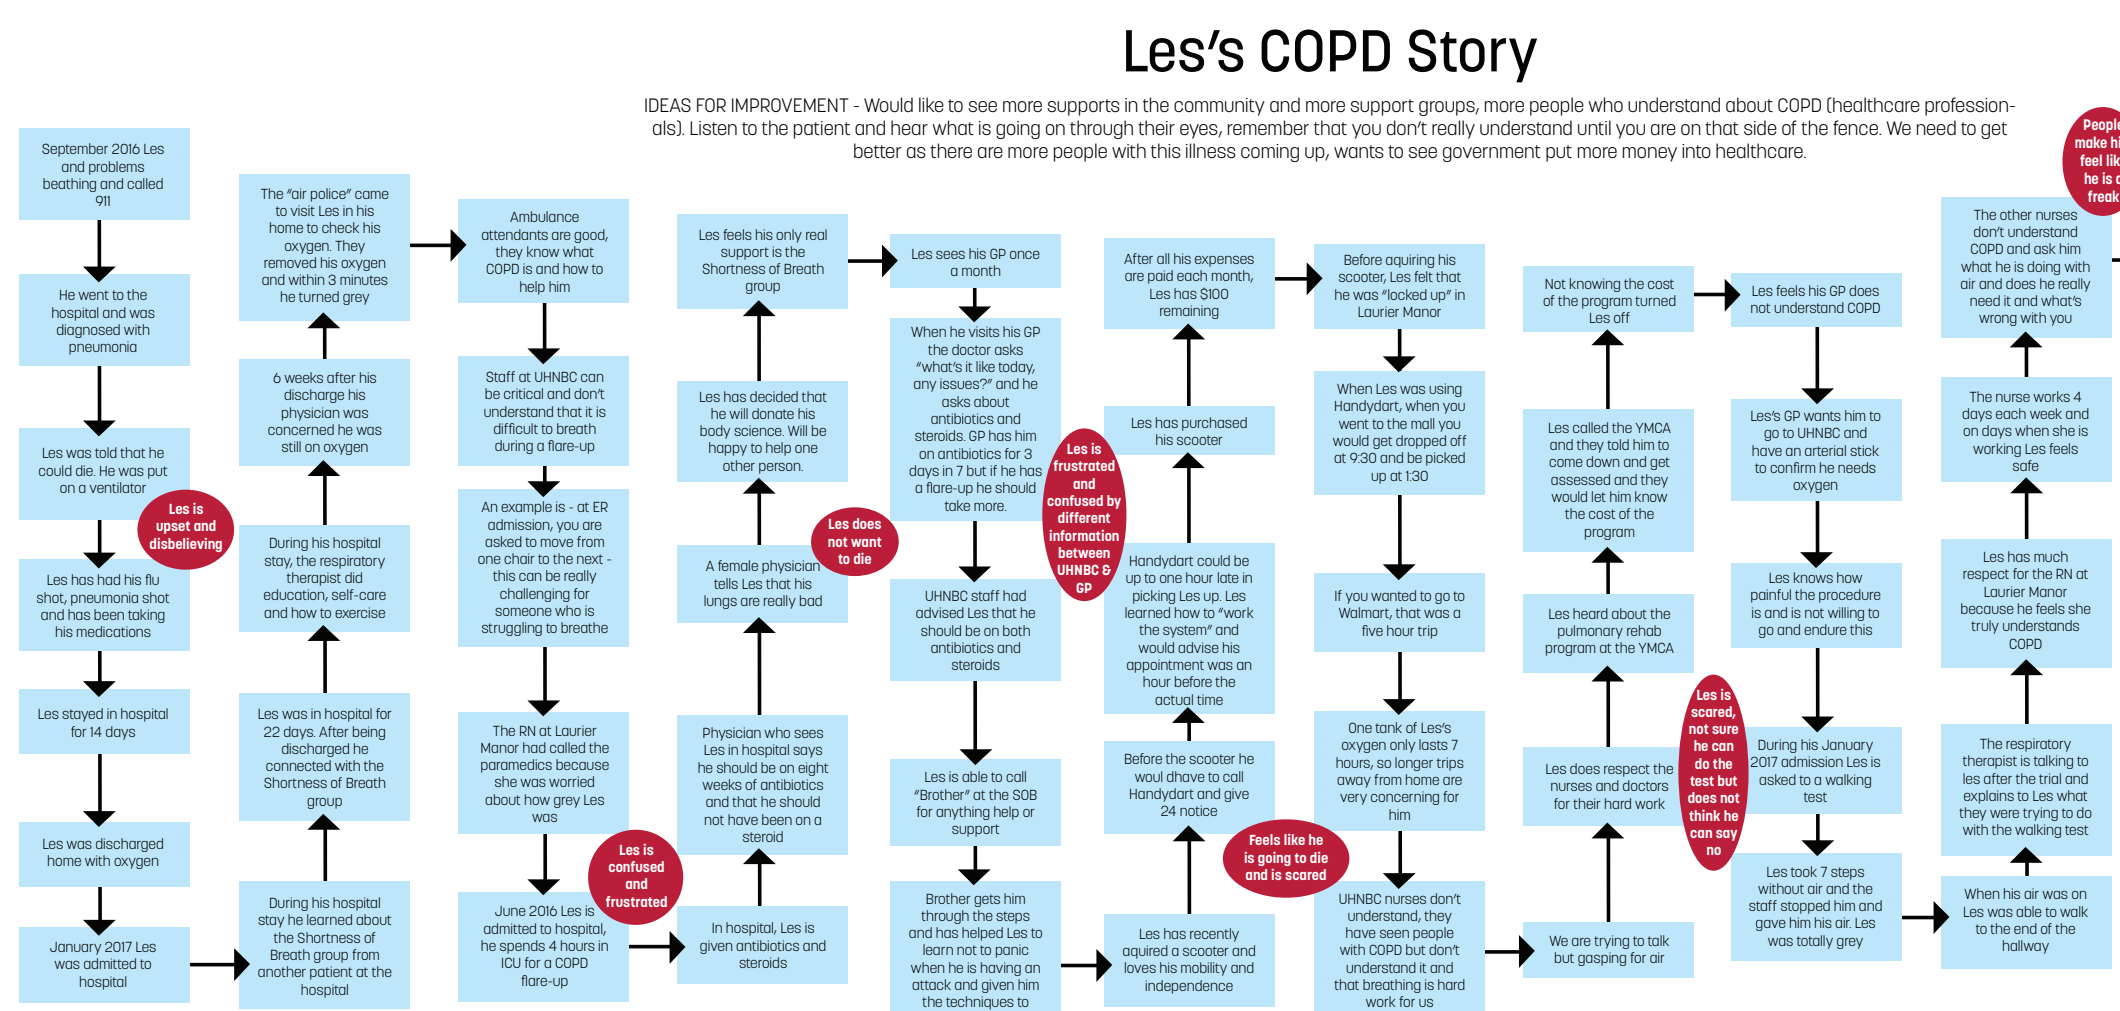 Les's COPD Story
IDEAS FOR IMPROVEMENT - Would like to see more supports in the community and more support groups, more people who understand about COPD (healthcare profession-
als). Listen to the patient and hear what is going on through their eyes, remember that you don't really understand until you are on that side of the fence. We need to get
better as there are more people with this illness coming up, wants to see government put more money into healthcare.
September 2016 Les
and problems
beathing and called
911
He went to the
hospital and was
diagnosed with
pneumonia
Les was told that he
could die. He was put
on a ventilator
Les is
upset and
disbelieving
Les has had his flu
shot, pneumonia shot
and has been taking
his medications
Les stayed in hospital
for 14 days
Les was discharged
home with oxygen
January 2017 Les
was admitted to
hospital
During his hospital
stay he learned about
the Shortness of
Breath group from
another patient at the
hospital
Les was in hospital for
22 days. After being
discharged he
connected with the
Shortness of Breath
group
During his hospital
stay, the respiratory
therapist did
education, self-care
and how to exercise
6 weeks after his
discharge his
physician was
concerned he was
still on oxygen
The "air police" came
to visit Les in his
home to check his
oxygen. They
removed his oxygen
and within 3 minutes
he turned grey
Ambulance
attendants are good,
they know what
COPD is and how to
help him
Staff at UHNBC can
be critical and don't
understand that it is
difficult to breath
during a flare-up
An example is - at ER
admission, you are
asked to move from
one chair to the next -
this can be really
challenging for
someone who is
struggling to breathe
The RN at Laurier
Manor had called the
paramedics because
she was worried
about how grey Les
was
June 2016 Les is
admitted to hospital,
he spends 4 hours in
ICU for a COPD
flare-up
Les is
confused
and
frustrated
In hospital, Les is
given antibiotics and
steroids
Physician who sees
Les in hospital says
he should be on eight
weeks of antibiotics
and that he should
not have been on a
steroid
A female physician
tells Les that his
lungs are really bad
Les does
not want
to die
Les has decided that
he will donate his
body science. Will be
happy to help one
other person.
Les feels his only real
support is the
Shortness of Breath
group
Les sees his GP once
a month
When he visits his GP
the doctor asks
"what's it like today,
any issues?" and he
asks about
antibiotics and
steroids. GP has him
on antibiotics for 3
days in 7 but if he has
a flare-up he should
take more.
Les is
frustrated
and
confused by
different
information
between
UHNBC &
GP
UHNBC staff had
advised Les that he
should be on both
antibiotics and
steroids
Les is able to call
"Brother" at the SOB
for anything help or
support
Brother gets him
through the steps
and has helped Les to
learn not to panic
when he is having an
attack and given him
the techniques to
Les has recently
aquired a scooter and
loves his mobility and
independence
Before the scooter he
woul dhave to call
Handydart and give
24 notice
Handydart could be
up to one hour late in
picking Les up. Les
learned how to "work
the system" and
would advise his
appointment was an
hour before the
actual time
Les has purchased
his scooter
After all his expenses
are paid each month,
Les has $100
remaining
Before aquiring his
scooter, Les felt that
he was "locked up" in
Laurier Manor
When Les was using
Handydart, when you
went to the mall you
would get dropped off
at 9:30 and be picked
up at 1:30
If you wanted to go to
Walmart, that was a
five hour trip
One tank of Les's
oxygen only lasts 7
hours, so longer trips
away from home are
very concerning for
him
Feels like he
is going to die
and is scared
UHNBC nurses don't
understand, they
have seen people
with COPD but don't
understand it and
that breathing is hard
work for us
We are trying to talk
but gasping for air
Les does respect the
nurses and doctors
for their hard work
Les heard about the
pulmonary rehab
program at the YMCA
Les called the YMCA
and they told him to
come down and get
assessed and they
would let him know
the cost of the
program
Not knowing the cost
of the program turned
Les off
Les feels his GP does
not understand COPD
Les's GP wants him to
go to UHNBC and
have an arterial stick
to confirm he needs
oxygen
Les knows how
painful the procedure
is and is not willing to
go and endure this
Les is
scared,
not sure
he can
do the
test but
does not
think he
can say
no
During his January
2017 admission Les is
asked to a walking
test
Les took 7 steps
without air and the
staff stopped him and
gave him his air. Les
was totally grey
When his air was on
Les was able to walk
to the end of the
hallway
The respiratory
therapist is talking to
les after the trial and
explains to Les what
they were trying to do
with the walking test
Les has much
respect for the RN at
Laurier Manor
because he feels she
truly understands
COPD
The nurse works 4
days each week and
on days when she is
working Les feels
safe
The other nurses
don't understand
COPD and ask him
what he is doing with
air and does he really
need it and what's
wrong with you
People
make hi
feel lik
he is a
freak